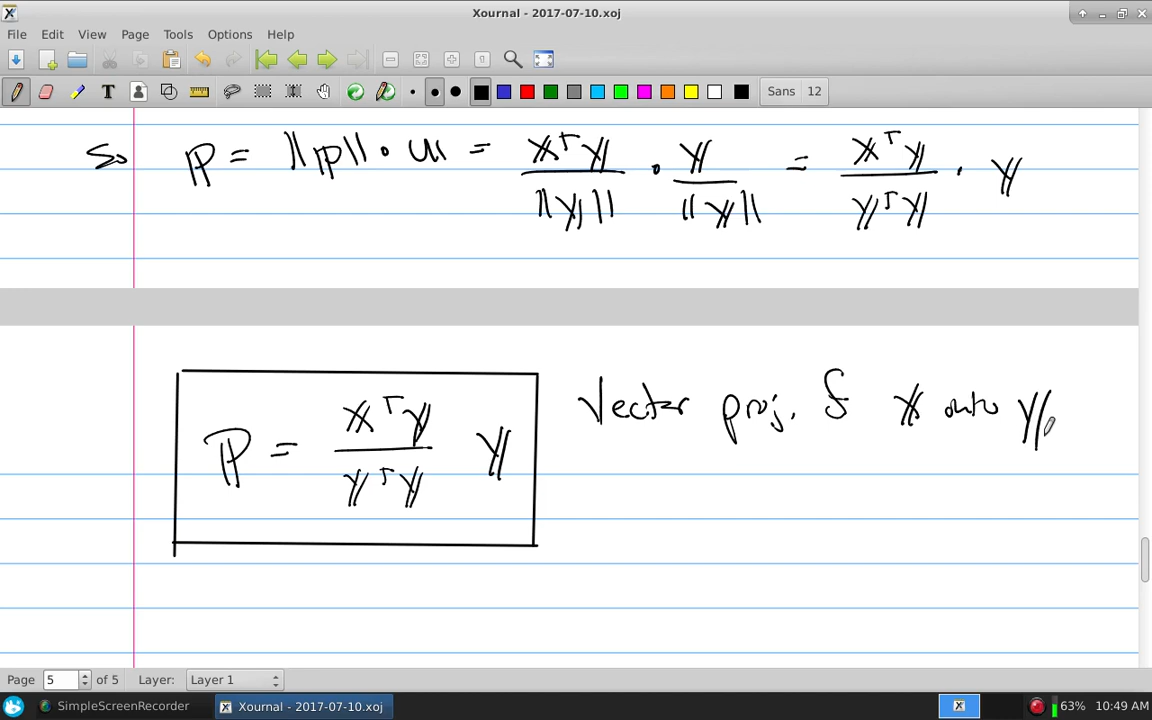 Xournal - 2017-07-10.xoj
File Edit View Page Tools Options Help
Sans 12
So p = ||p|| • u = xᵀy / ||y|| • y / ||y|| = xᵀy / yᵀy • y
p = xᵀy / yᵀy y
Vector proj. of x onto y
Page 5 of 5 Layer: Layer 1
SimpleScreenRecorder Xournal - 2017-07-10.xoj 63% 10:49 AM